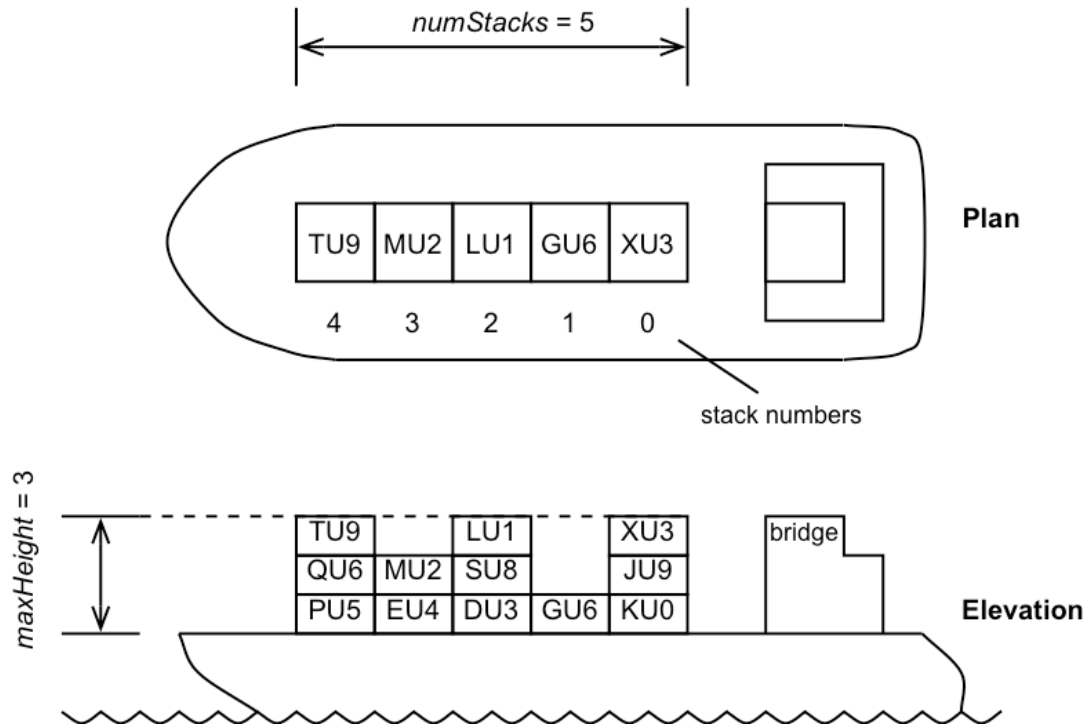 numStacks = 5
TU9 MU2 LU1 GU6 XU3
Plan
4 3 2 1 0
stack numbers
maxHeight = 3
TU9 LU1 XU3 bridge
QU6 MU2 SU8 JU9
PU5 EU4 DU3 GU6 KU0
Elevation